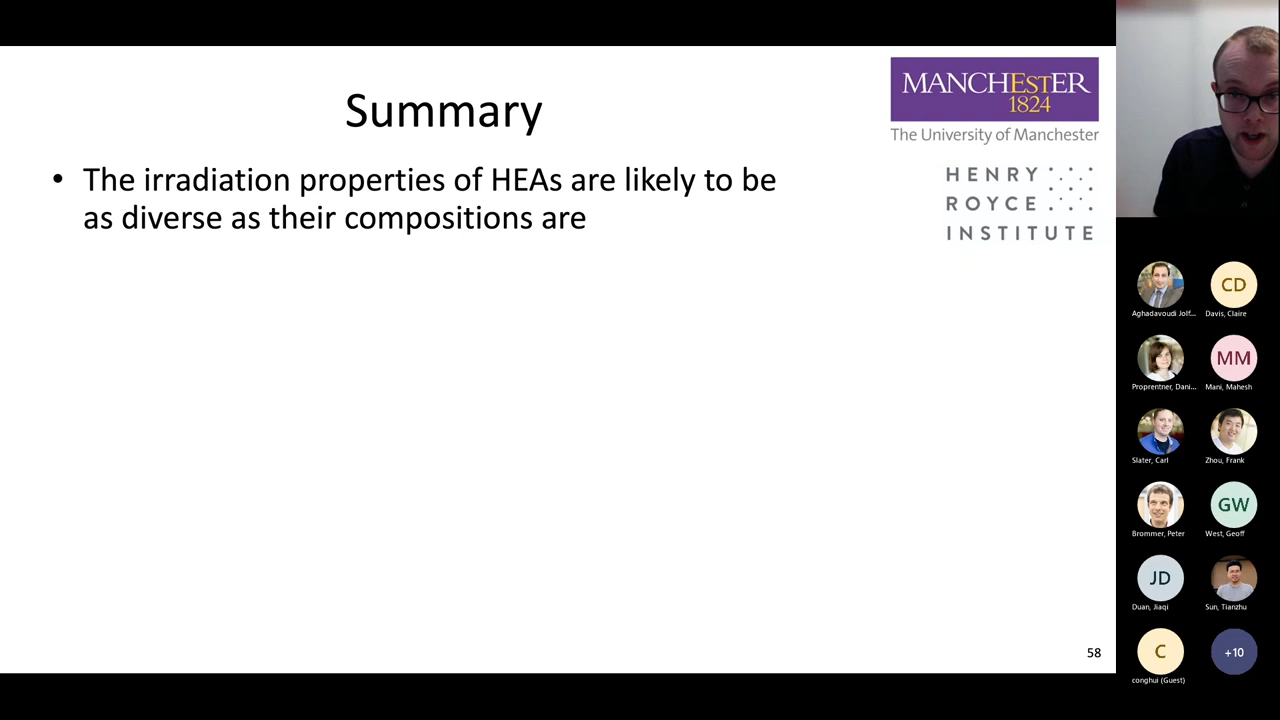 Summary
• The irradiation properties of HEAs are likely to be
as diverse as their compositions are
MANCHESTER
1824
The University of Manchester
HENRY
ROYCE
INSTITUTE
58
CD
Aghadavoudi Jolf...
Davis, Claire
MM
Proprentner, Dani...
Mani, Mahesh
Slater, Carl
Zhou, Frank
GW
Brommer, Peter
West, Geoff
JD
Duan, Jiaqi
Sun, Tianzhu
C
+10
conghui (Guest)